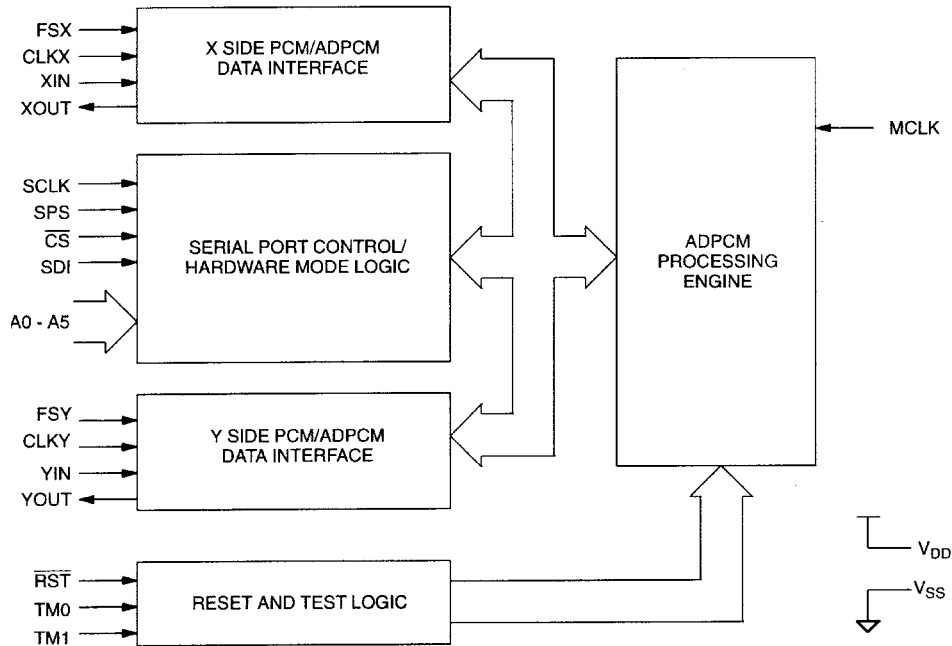 FSX
CLKX
XIN
XOUT
X SIDE PCM/ADPCM
DATA INTERFACE
SCLK
SPS
C̅S̅
SDI
A0 - A5
SERIAL PORT CONTROL/
HARDWARE MODE LOGIC
ADPCM
PROCESSING
ENGINE
MCLK
FSY
CLKY
YIN
YOUT
Y SIDE PCM/ADPCM
DATA INTERFACE
R̅S̅T̅
TM0
TM1
RESET AND TEST LOGIC
VDD
VSS